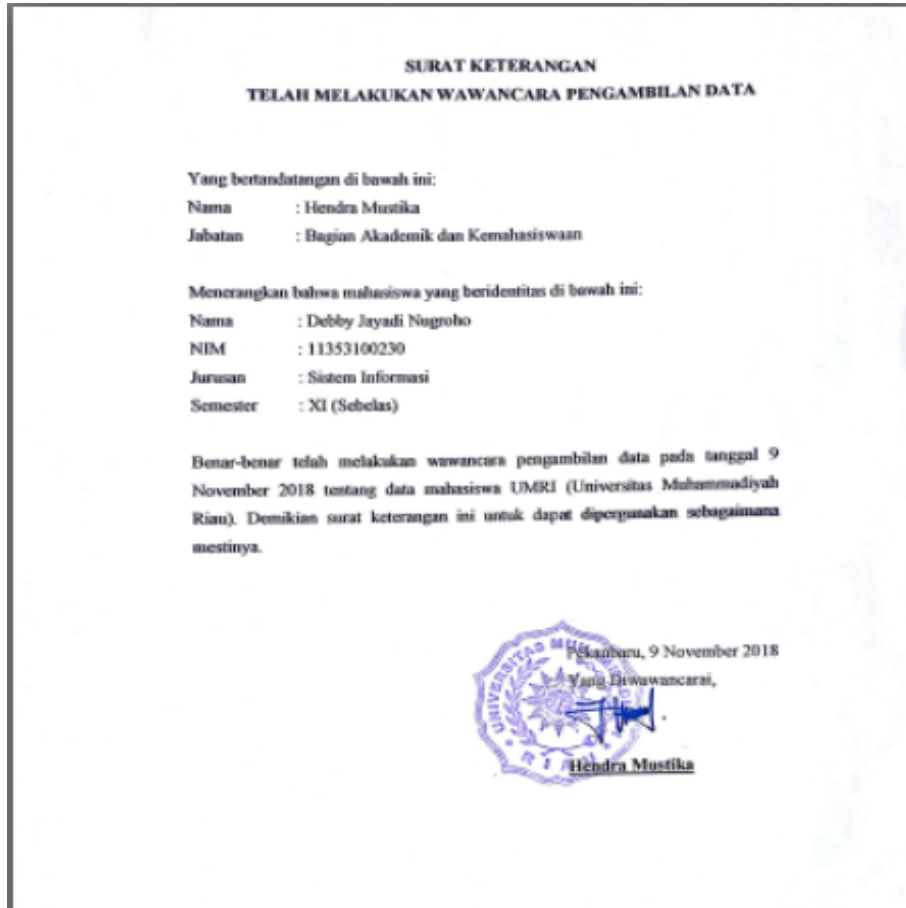 SURAT KETERANGAN
TELAH MELAKUKAN WAWANCARA PENGAMBILAN DATA
Yang bertandatangan di bawah ini:
Nama : Hendra Mustika
Jabatan : Bagian Akademik dan Kemahasiswaan
Menerangkan bahwa mahasiswa yang beridentitas di bawah ini:
Nama : Debby Jayadi Nugroho
NIM : 11353100230
Jurusan : Sistem Informasi
Semester : XI (Sebelas)
Benar-benar telah melakukan wawancara pengambilan data pada tanggal 9
November 2018 tentang data mahasiswa UMRI (Universitas Muhammadiyah
Riau). Demikian surat keterangan ini untuk dapat dipergunakan sebagaimana
mestinya.
Pekanbaru, 9 November 2018
Yang Diwawancarai,
Hendra Mustika
UNIVERSITAS
RIAU